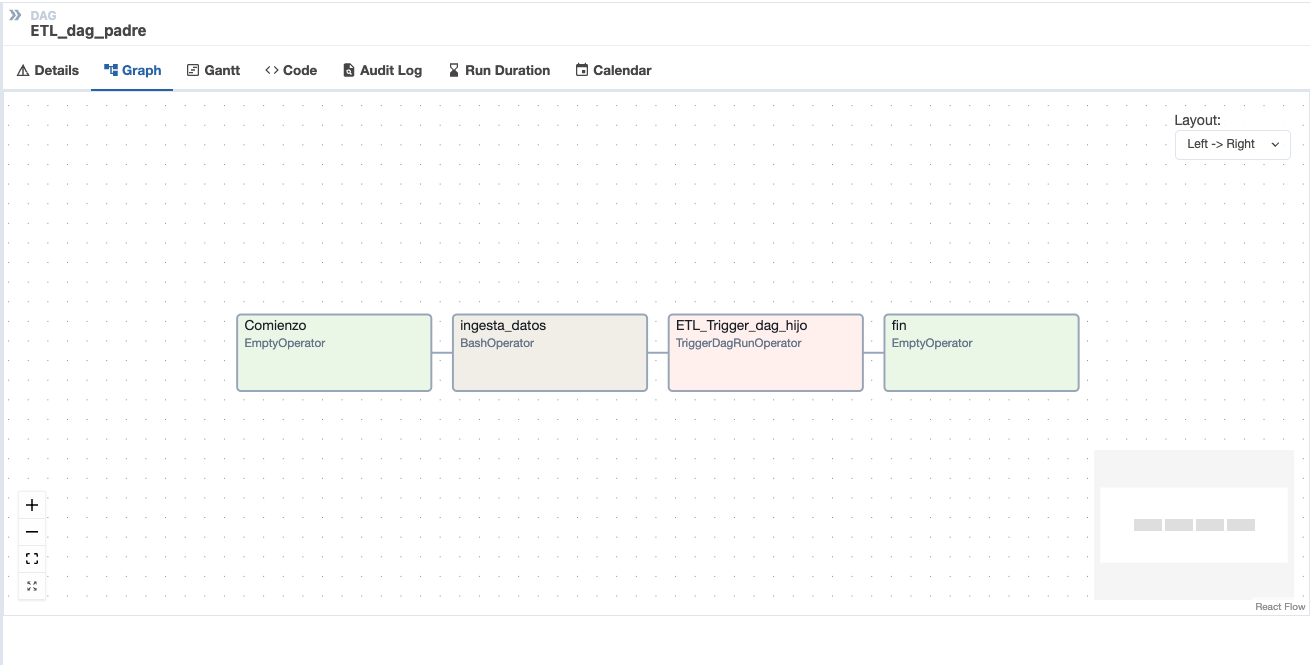 DAG
ETL_dag_padre
Details
Graph
Gantt
Code
Audit Log
Run Duration
Calendar
Layout:
Left -> Right
Comienzo
EmptyOperator
ingesta_datos
BashOperator
ETL_Trigger_dag_hijo
TriggerDagRunOperator
fin
EmptyOperator
React Flow